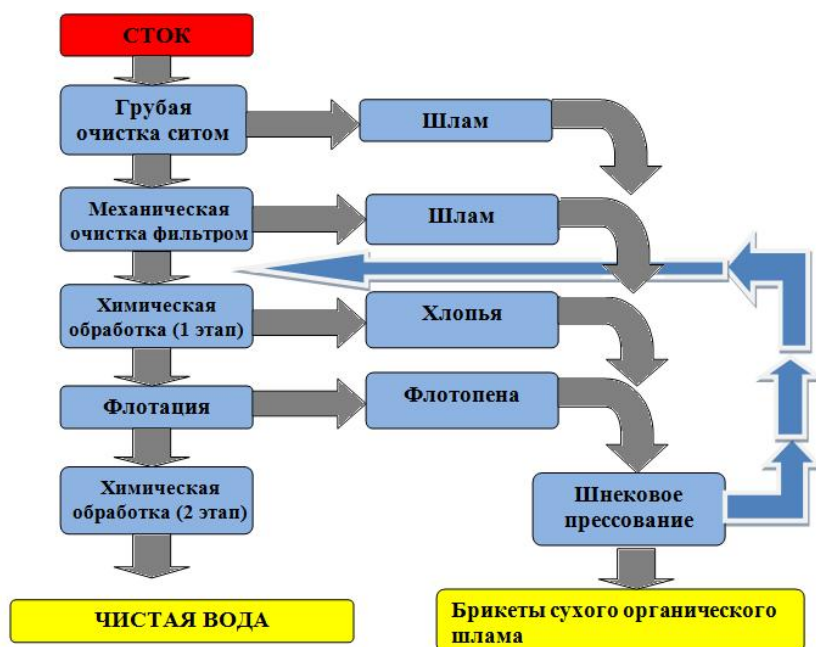 СТОК
Грубая
очистка ситом
Шлам
Механическая
очистка фильтром
Шлам
Химическая
обработка (1 этап)
Хлопья
Флотация
Флотопена
Химическая
обработка (2 этап)
Шнековое
прессование
ЧИСТАЯ ВОДА
Брикеты сухого органического
шлама